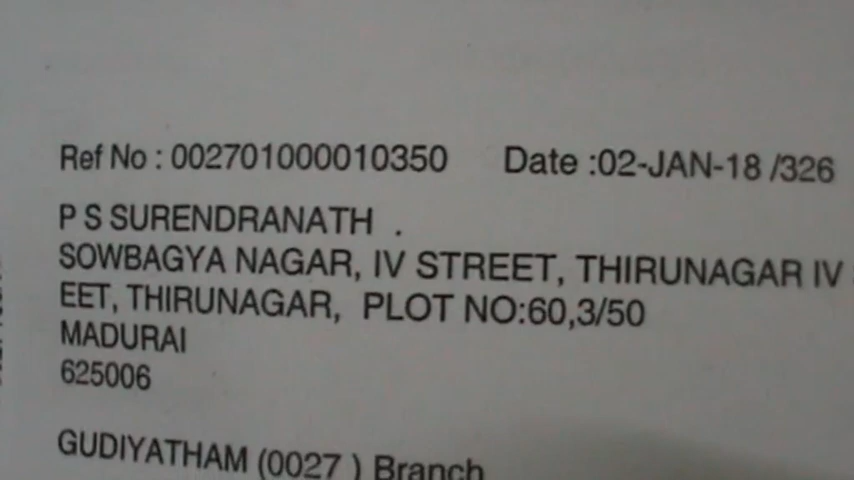 Ref No : 002701000010350 Date :02-JAN-18 /326
P S SURENDRANATH .
SOWBAGYA NAGAR, IV STREET, THIRUNAGAR IV
EET, THIRUNAGAR, PLOT NO:60,3/50
MADURAI
625006
GUDIYATHAM (0027 ) Branch